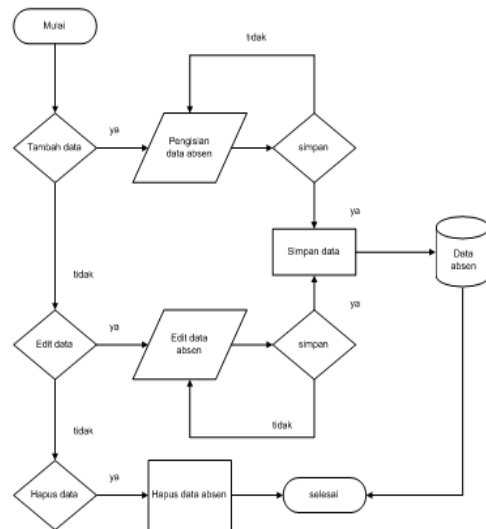 Mulai
tidak
ya
Tambah data
Pengisian
data absen
simpan
ya
Simpan data
Data
absen
tidak
ya
ya
Edit data
Edit data
absen
simpan
tidak
tidak
ya
Hapus data
Hapus data absen
selesai